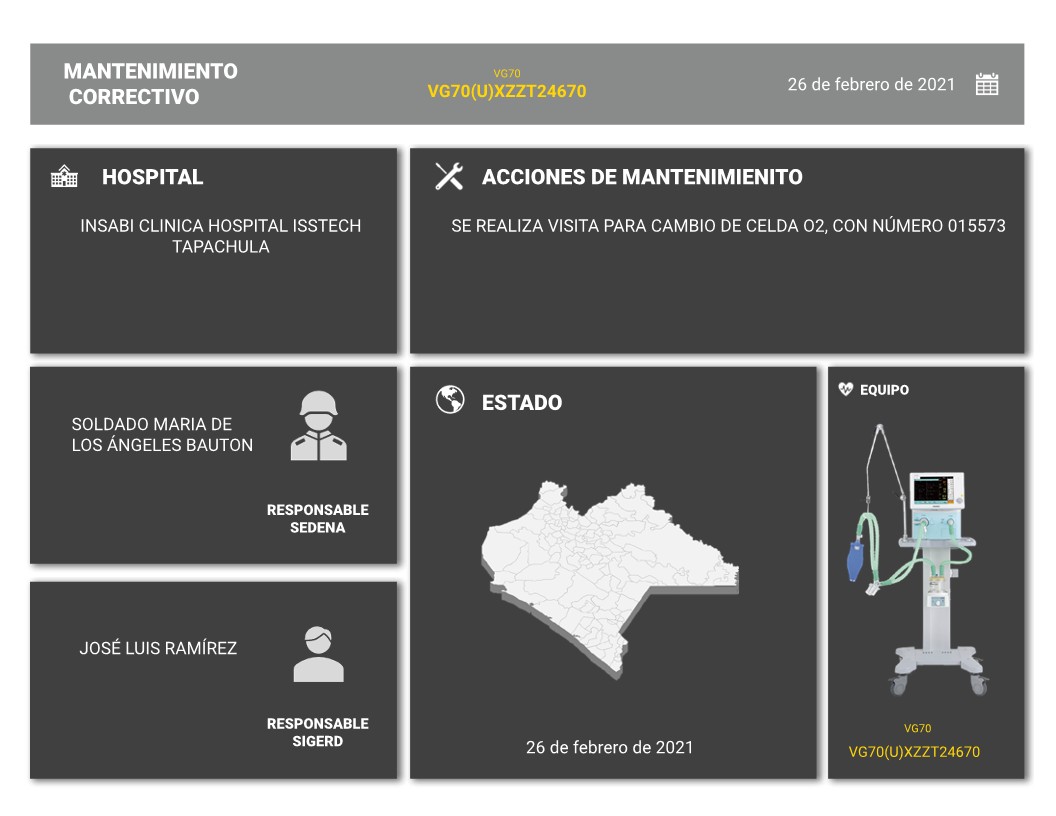 MANTENIMIENTO
CORRECTIVO
VG70
VG70(U)XZZT24670
26 de febrero de 2021
HOSPITAL
INSABI CLINICA HOSPITAL ISSTECH
TAPACHULA
ACCIONES DE MANTENIMIENITO
SE REALIZA VISITA PARA CAMBIO DE CELDA O2, CON NÚMERO 015573
SOLDADO MARIA DE
LOS ÁNGELES BAUTON
RESPONSABLE
SEDENA
JOSÉ LUIS RAMÍREZ
RESPONSABLE
SIGERD
ESTADO
26 de febrero de 2021
EQUIPO
VG70
VG70(U)XZZT24670